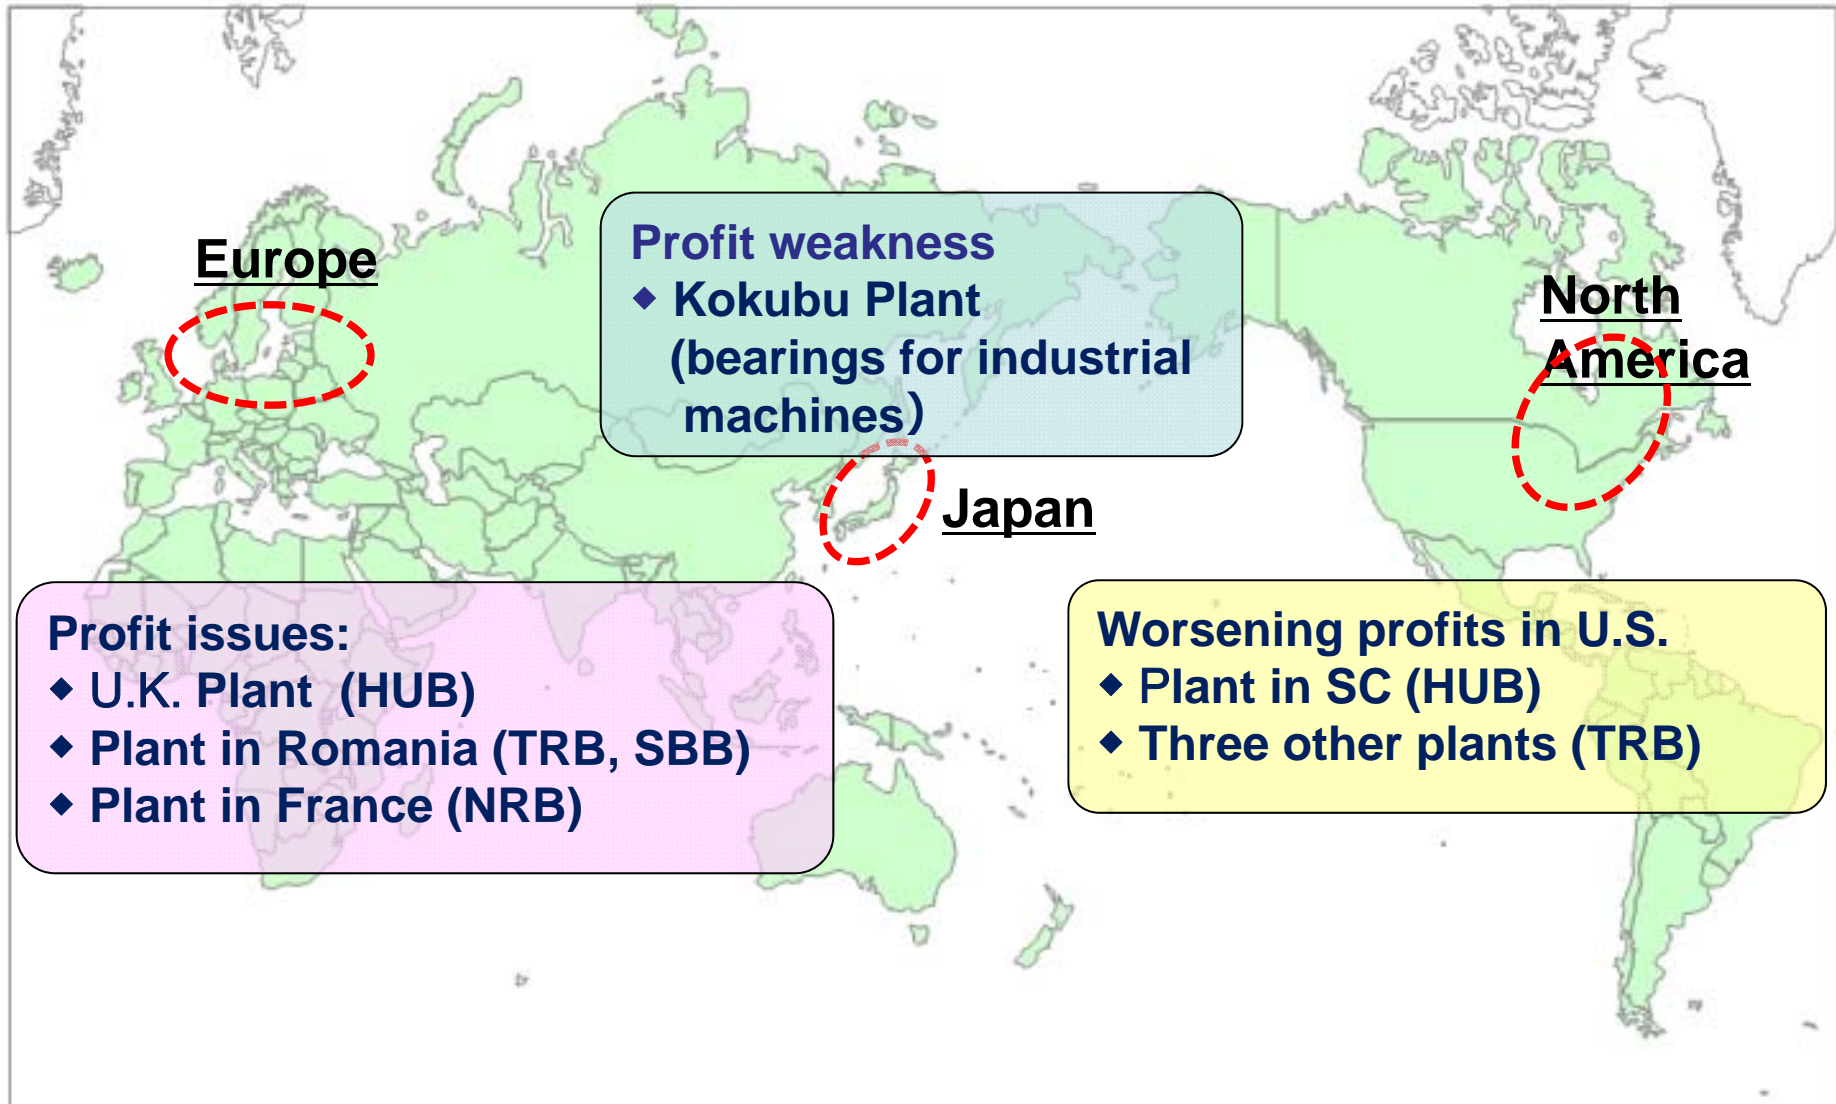 Europe
Profit weakness
◆ Kokubu Plant
(bearings for industrial
machines)
North
America
Japan
Profit issues:
◆ U.K. Plant (HUB)
◆ Plant in Romania (TRB, SBB)
◆ Plant in France (NRB)
Worsening profits in U.S.
◆ Plant in SC (HUB)
◆ Three other plants (TRB)